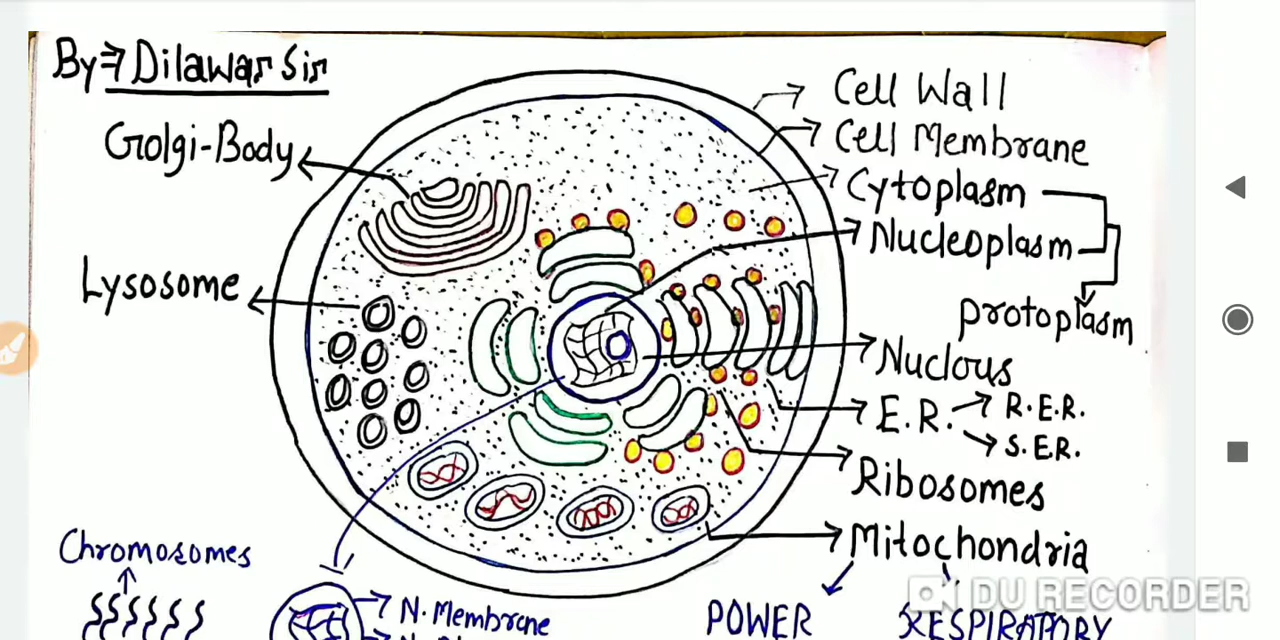 By⇒ Dilawar Sir
Golgi-Body
Lysosome
Cell Wall
Cell Membrane
Cytoplasm
Nucleoplasm
protoplasm
Nuclous
E.R.
R.E.R.
S.E.R.
Ribosomes
Mitochondria
POWER
RESPIRATORY
Chromosomes
N. Membrane
DU RECORDER